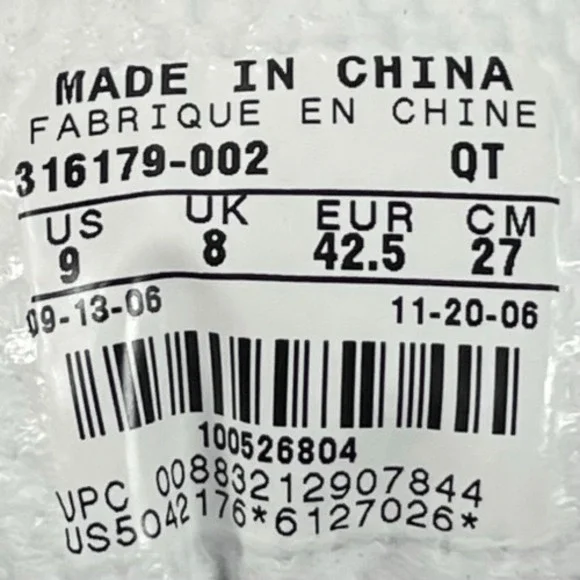 MADE IN CHINA
FABRIQUE EN CHINE
316179-002 QT
US UK EUR CM
9 8 42.5 27
09-13-06 11-20-06
100526804
UPC 00883212907844
US5042176*6127026*